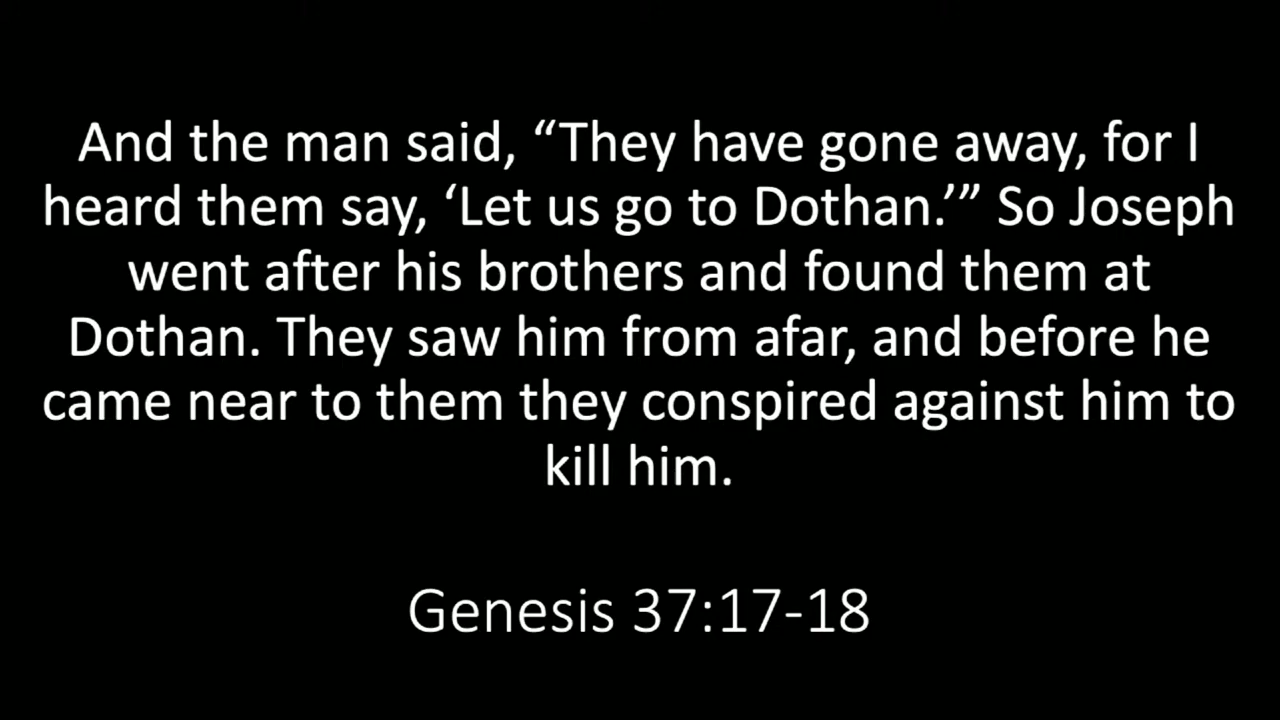 And the man said, “They have gone away, for I
heard them say, ‘Let us go to Dothan.’” So Joseph
went after his brothers and found them at
Dothan. They saw him from afar, and before he
came near to them they conspired against him to
kill him.
Genesis 37:17-18